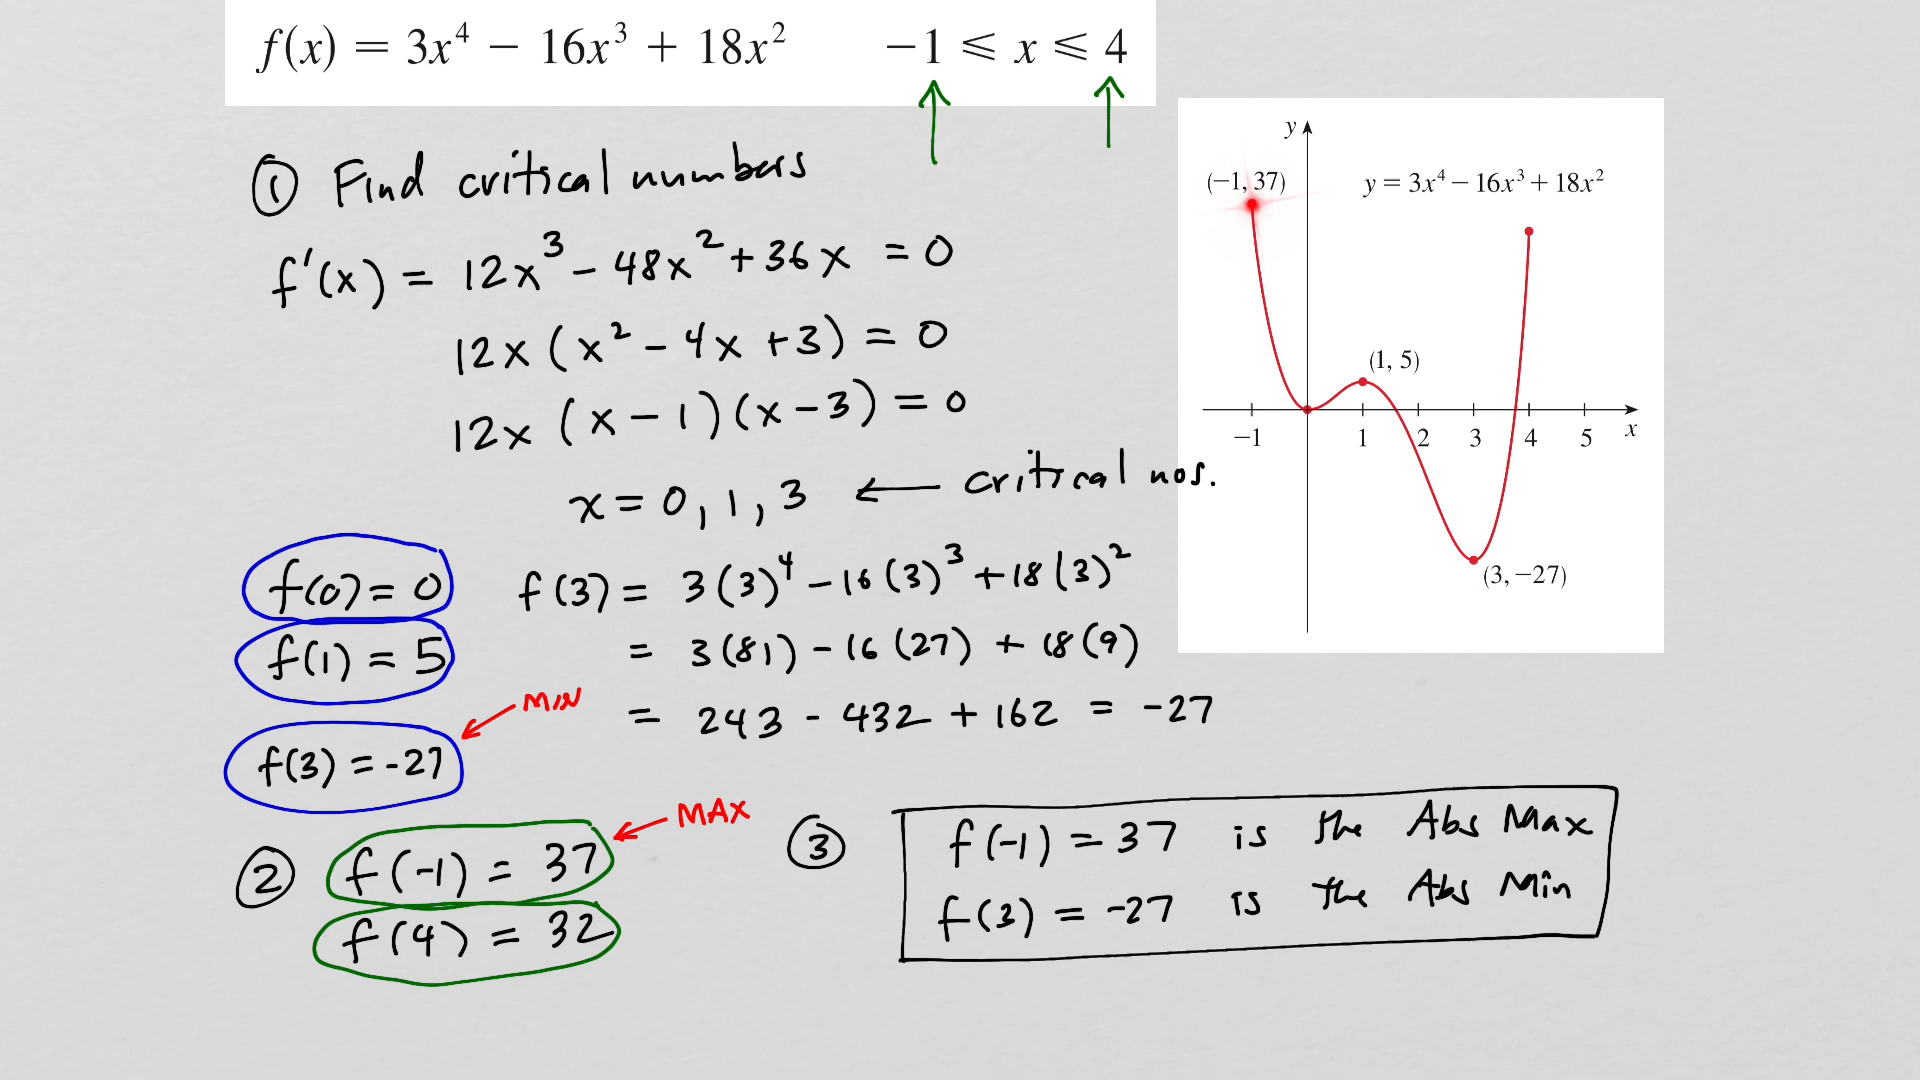 f(x) = 3x⁴ − 16x³ + 18x²   −1 ⩽ x ⩽ 4
① Find critical numbers
f'(x) = 12x³ − 48x² + 36x = 0
12x (x² − 4x + 3) = 0
12x (x − 1)(x − 3) = 0
x = 0, 1, 3 ← critical nos.
f(0) = 0
f(1) = 5
f(3) = -27
MIN
f(3) = 3(3)⁴ − 16(3)³ + 18(3)²
= 3(81) − 16(27) + 18(9)
= 243 − 432 + 162 = -27
② f(-1) = 37
f(4) = 32
MAX
③ f(-1) = 37 is the Abs Max
f(3) = -27 is the Abs Min
y
(−1, 37)
y = 3x⁴ − 16x³ + 18x²
(1, 5)
−1 1 2 3 4 5 x
(3, −27)